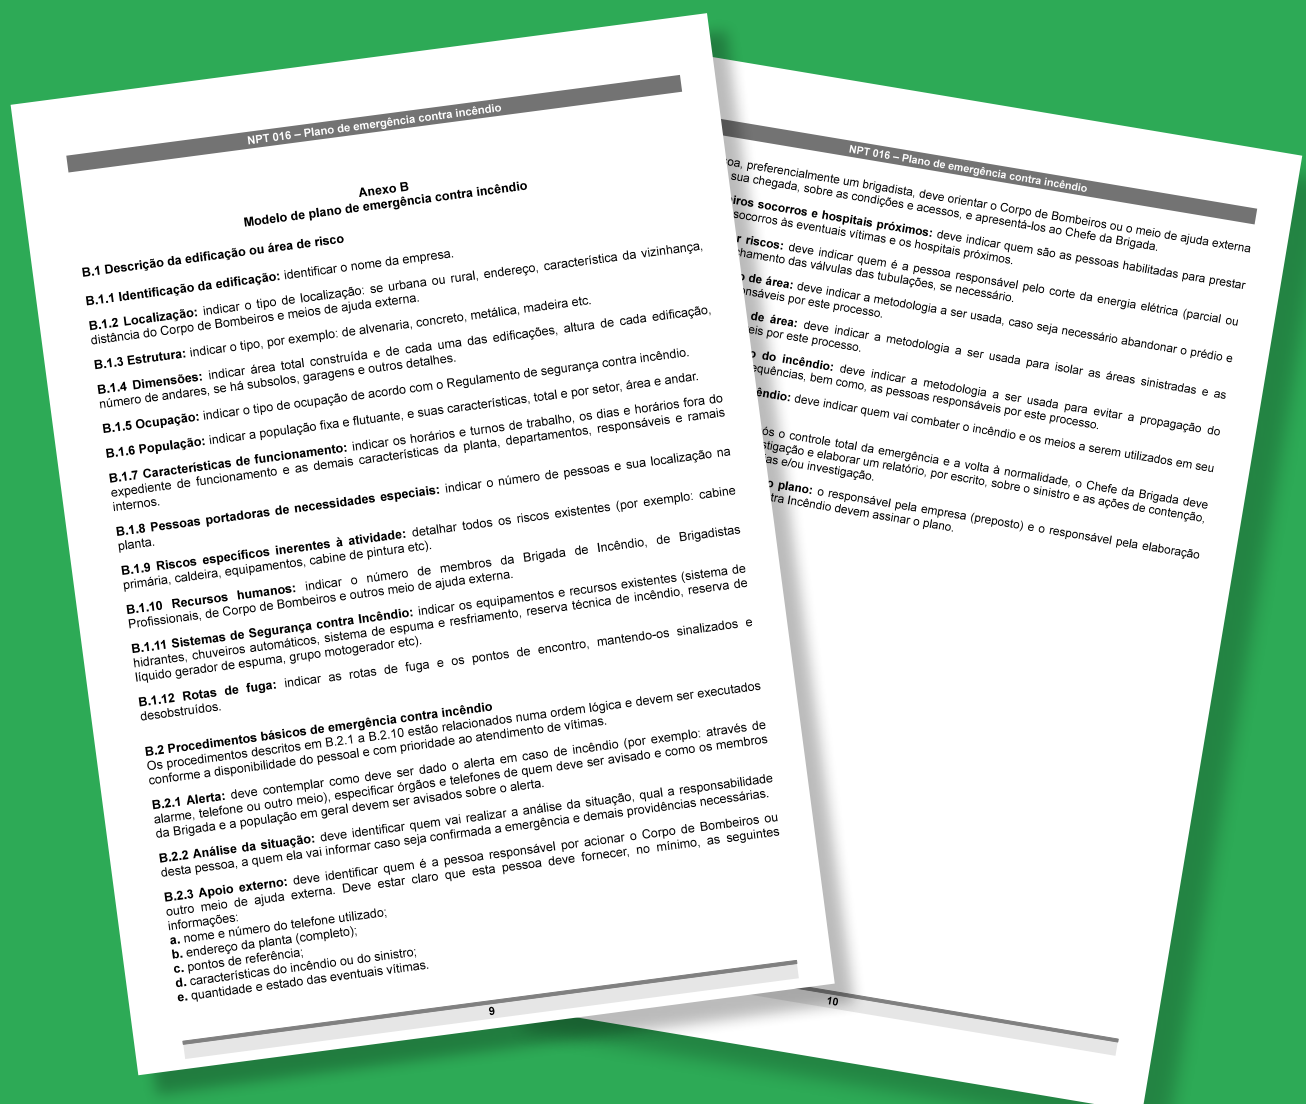 NPT 016 – Plano de emergência contra incêndio
Anexo B
Modelo de plano de emergência contra incêndio
B.1 Descrição da edificação ou área de risco
B.1.1 Identificação da edificação: identificar o nome da empresa.
B.1.2 Localização: indicar o tipo de localização: se urbana ou rural, endereço, característica da vizinhança,
distância do Corpo de Bombeiros e meios de ajuda externa.
B.1.3 Estrutura: indicar o tipo, por exemplo: de alvenaria, concreto, metálica, madeira etc.
B.1.4 Dimensões: indicar área total construída e de cada uma das edificações, altura de cada edificação,
número de andares, se há subsolos, garagens e outros detalhes.
B.1.5 Ocupação: indicar o tipo de ocupação de acordo com o Regulamento de segurança contra incêndio.
B.1.6 População: indicar a população fixa e flutuante, e suas características, total e por setor, área e andar.
B.1.7 Características de funcionamento: indicar os horários e turnos de trabalho, os dias e horários fora do
expediente de funcionamento e as demais características da planta, departamentos, responsáveis e ramais
internos.
B.1.8 Pessoas portadoras de necessidades especiais: indicar o número de pessoas e sua localização na
planta.
B.1.9 Riscos específicos inerentes à atividade: detalhar todos os riscos existentes (por exemplo: cabine
primária, caldeira, equipamentos, cabine de pintura etc).
B.1.10 Recursos humanos: indicar o número de membros da Brigada de Incêndio, de Brigadistas
Profissionais, de Corpo de Bombeiros e outros meio de ajuda externa.
B.1.11 Sistemas de Segurança contra Incêndio: indicar os equipamentos e recursos existentes (sistema de
hidrantes, chuveiros automáticos, sistema de espuma e resfriamento, reserva técnica de incêndio, reserva de
líquido gerador de espuma, grupo motogerador etc).
B.1.12 Rotas de fuga: indicar as rotas de fuga e os pontos de encontro, mantendo-os sinalizados e
desobstruídos.
B.2 Procedimentos básicos de emergência contra incêndio
Os procedimentos descritos em B.2.1 a B.2.10 estão relacionados numa ordem lógica e devem ser executados
conforme a disponibilidade do pessoal e com prioridade ao atendimento de vítimas.
B.2.1 Alerta: deve contemplar como deve ser dado o alerta em caso de incêndio (por exemplo: através de
alarme, telefone ou outro meio), especificar órgãos e telefones de quem deve ser avisado e como os membros
da Brigada e a população em geral devem ser avisados sobre o alerta.
B.2.2 Análise da situação: deve identificar quem vai realizar a análise da situação, qual a responsabilidade
desta pessoa, a quem ela vai informar caso seja confirmada a emergência e demais providências necessárias.
B.2.3 Apoio externo: deve identificar quem é a pessoa responsável por acionar o Corpo de Bombeiros ou
outro meio de ajuda externa. Deve estar claro que esta pessoa deve fornecer, no mínimo, as seguintes
informações:
a. nome e número do telefone utilizado;
b. endereço da planta (completo);
c. pontos de referência;
d. características do incêndio ou do sinistro;
e. quantidade e estado das eventuais vítimas.
9
NPT 016 – Plano de emergência contra incêndio
preferencialmente um brigadista, deve orientar o Corpo de Bombeiros ou o meio de ajuda externa
sua chegada, sobre as condições e acessos, e apresentá-los ao Chefe da Brigada.
socorros e hospitais próximos: deve indicar quem são as pessoas habilitadas para prestar
socorros às eventuais vítimas e os hospitais próximos.
riscos: deve indicar quem é a pessoa responsável pelo corte da energia elétrica (parcial ou
das válvulas das tubulações, se necessário.
de área: deve indicar a metodologia a ser usada, caso seja necessário abandonar o prédio e
por este processo.
de área: deve indicar a metodologia a ser usada para isolar as áreas sinistradas e as
por este processo.
do incêndio: deve indicar a metodologia a ser usada para evitar a propagação do
bem como, as pessoas responsáveis por este processo.
deve indicar quem vai combater o incêndio e os meios a serem utilizados em seu
o controle total da emergência e a volta à normalidade, o Chefe da Brigada deve
e elaborar um relatório, por escrito, sobre o sinistro e as ações de contenção,
e/ou investigação.
plano: o responsável pela empresa (preposto) e o responsável pela elaboração
Incêndio devem assinar o plano.
10